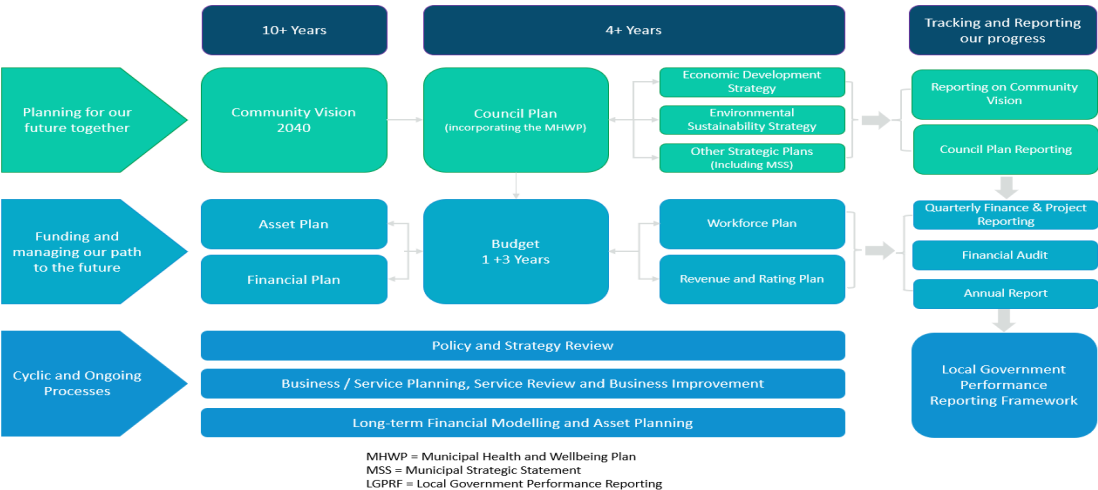 10+ Years
4+ Years
Tracking and Reporting
our progress
Planning for our
future together
Community Vision
2040
Council Plan
(incorporating the MHWP)
Economic Development
Strategy
Environmental
Sustainability Strategy
Other Strategic Plans
(Including MSS)
Reporting on Community
Vision
Council Plan Reporting
Funding and
managing our path
to the future
Asset Plan
Financial Plan
Budget
1 +3 Years
Workforce Plan
Revenue and Rating Plan
Quarterly Finance & Project
Reporting
Financial Audit
Annual Report
Cyclic and Ongoing
Processes
Policy and Strategy Review
Business / Service Planning, Service Review and Business Improvement
Long-term Financial Modelling and Asset Planning
Local Government
Performance
Reporting Framework
MHWP = Municipal Health and Wellbeing Plan
MSS = Municipal Strategic Statement
LGPRF = Local Government Performance Reporting